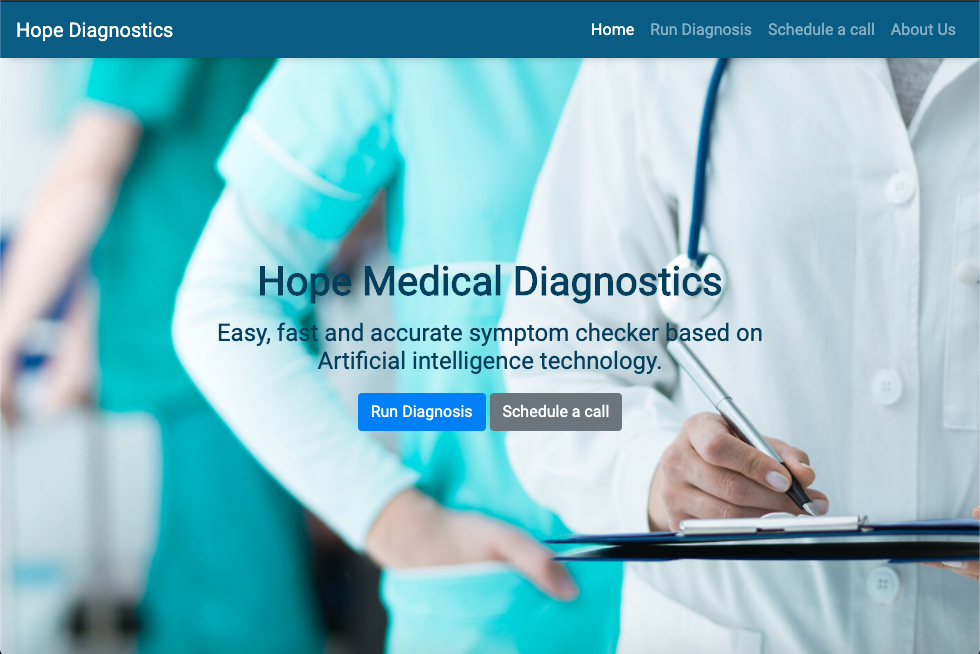 Hope Diagnostics
Home Run Diagnosis Schedule a call About Us
Hope Medical Diagnostics
Easy, fast and accurate symptom checker based on
Artificial intelligence technology.
Run Diagnosis Schedule a call